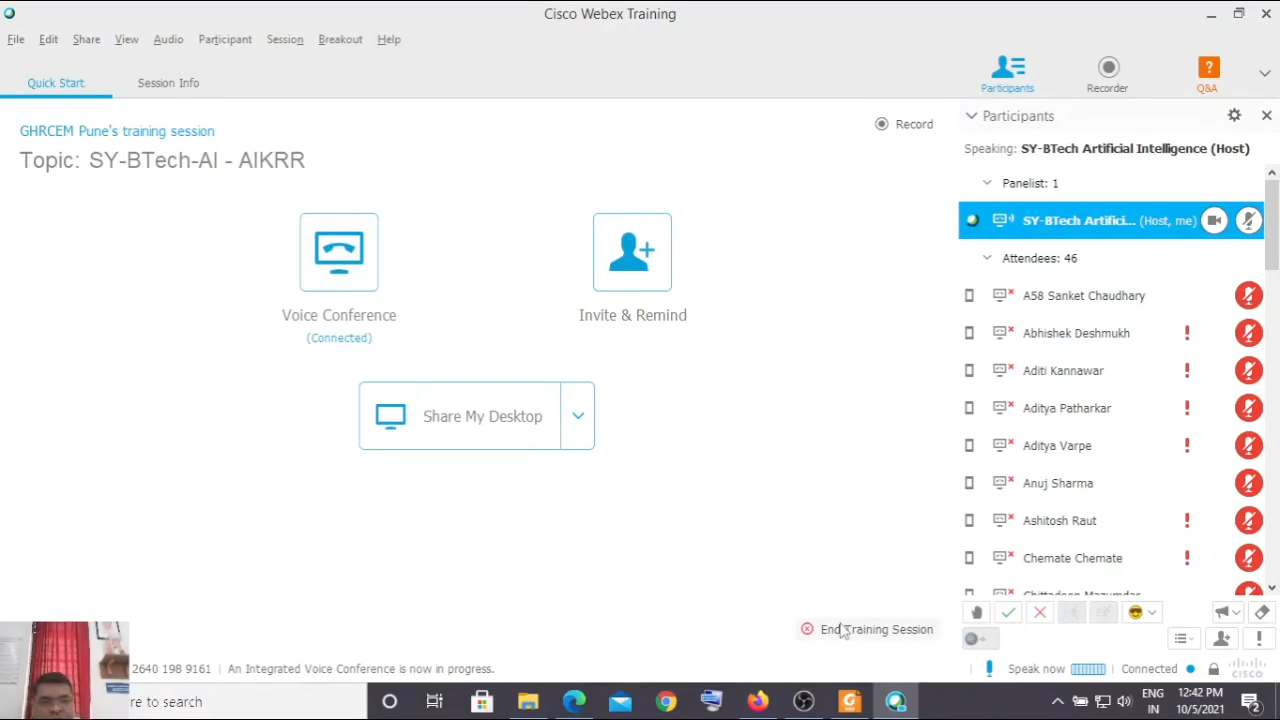 Cisco Webex Training
File Edit Share View Audio Participant Session Breakout Help
Quick Start Session Info
Participants Recorder Q&A
GHRCEM Pune's training session
Record
Topic: SY-BTech-AI - AIKRR
Voice Conference
(Connected)
Invite & Remind
Share My Desktop
End Training Session
Participants
Speaking: SY-BTech Artificial Intelligence (Host)
Panelist: 1
SY-BTech Artifici... (Host, me)
Attendees: 46
A58 Sanket Chaudhary
Abhishek Deshmukh
Aditi Kannawar
Aditya Patharkar
Aditya Varpe
Anuj Sharma
Ashitosh Raut
Chemate Chemate
Chittadeep Mazumdar
2640 198 9161 An Integrated Voice Conference is now in progress.
Speak now Connected
CISCO
re to search
ENG
IN
12:42 PM
10/5/2021
2